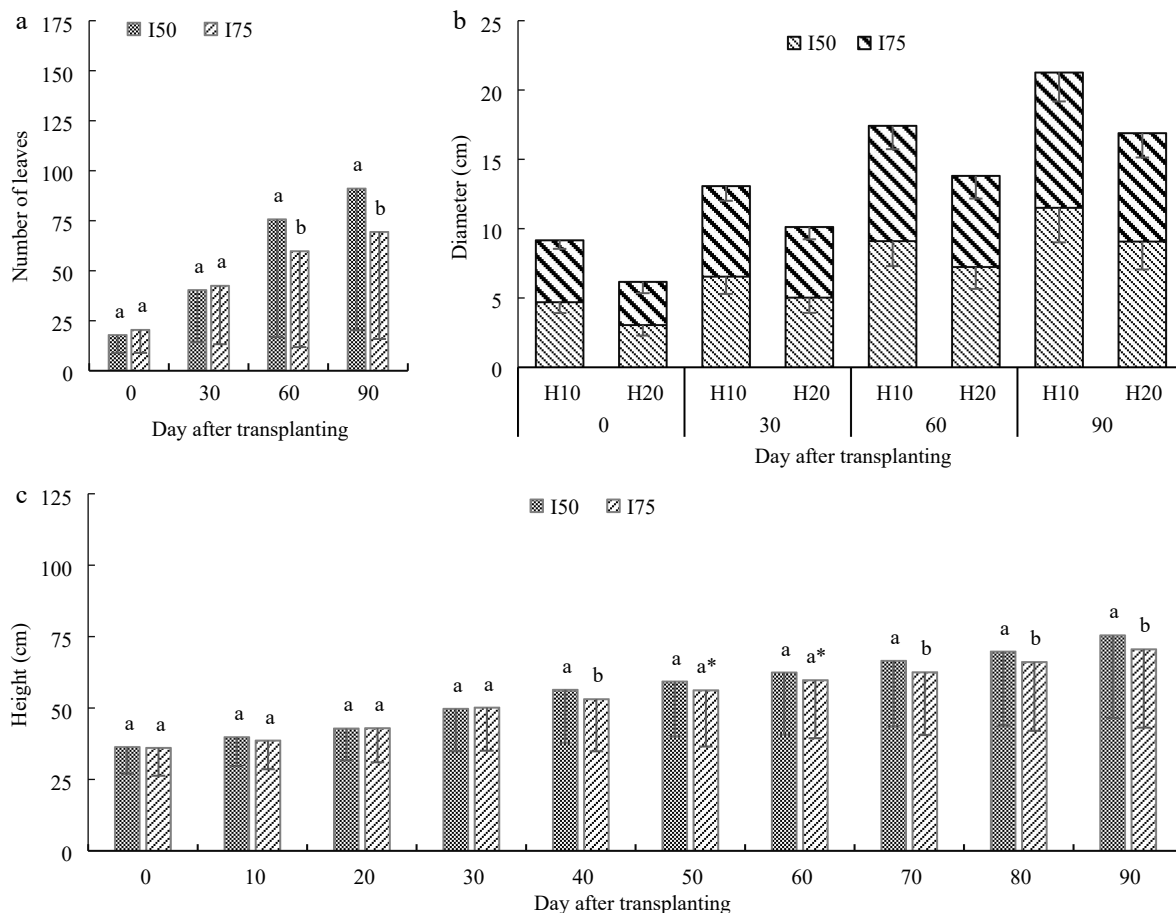 a
I50 I75
175
150
125
100
75
50
25
0
Number of leaves
a a
a a
a b
a b
0 30 60 90
Day after transplanting
b
I50 I75
25
20
15
10
5
0
Diameter (cm)
H10 H20 H10 H20 H10 H20 H10 H20
0 30 60 90
Day after transplanting
c
I50 I75
125
100
75
50
25
0
Height (cm)
a a a a a a a a a b a a* a a* a b a b a b
0 10 20 30 40 50 60 70 80 90
Day after transplanting